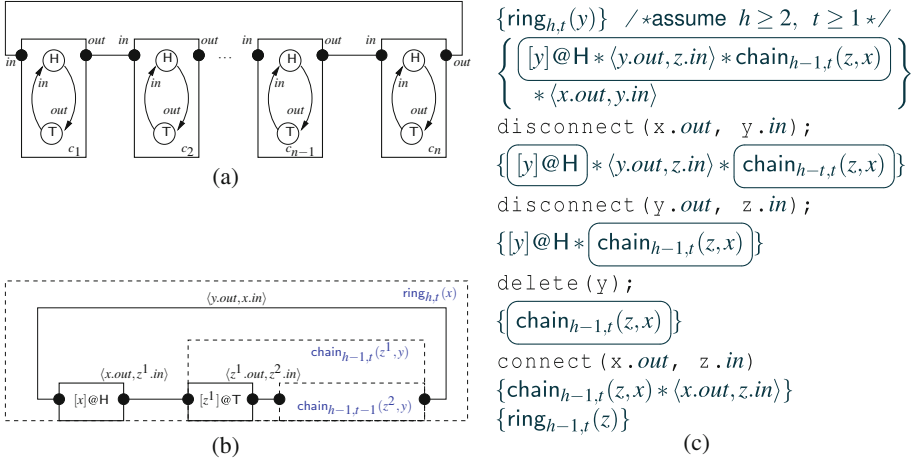 in out in out in out in out
H H H H
in in in in
...
out out out out
T T T T
c1 c2 cn−1 cn
(a)
⟨y.out,x.in⟩ ringh,t(x)
chainh−1,t(z1,y)
⟨x.out,z1.in⟩ ⟨z1.out,z2.in⟩
[x]@H [z1]@T chainh−1,t−1(z2,y)
(b)
{ringh,t(y)} /*assume h ≥ 2, t ≥ 1*/
{ [y]@H ∗ ⟨y.out,z.in⟩ ∗ chainh−1,t(z,x)
∗ ⟨x.out,y.in⟩ }
disconnect(x.out, y.in);
{ [y]@H ∗ ⟨y.out,z.in⟩ ∗ chainh−t,t(z,x) }
disconnect(y.out, z.in);
{[y]@H ∗ chainh−1,t(z,x) }
delete(y);
{ chainh−1,t(z,x) }
connect(x.out, z.in)
{chainh−1,t(z,x) ∗ ⟨x.out,z.in⟩}
{ringh−1,t(z)}
(c)